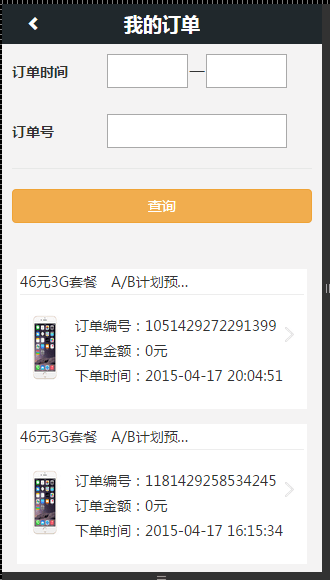 我的订单
订单时间 —
订单号
查询
46元3G套餐 A/B计划预...
订单编号：1051429272291399
订单金额：0元
下单时间：2015-04-17 20:04:51
46元3G套餐 A/B计划预...
订单编号：1181429258534245
订单金额：0元
下单时间：2015-04-17 16:15:34